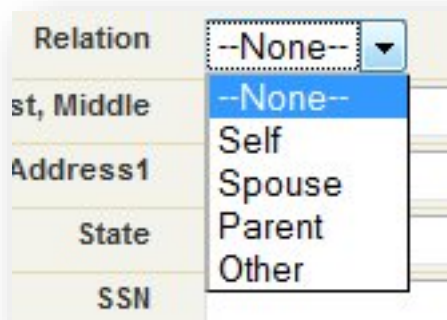 Relation --None--
--None--
st, Middle
Self
Address1
Spouse
State Parent
Other
SSN